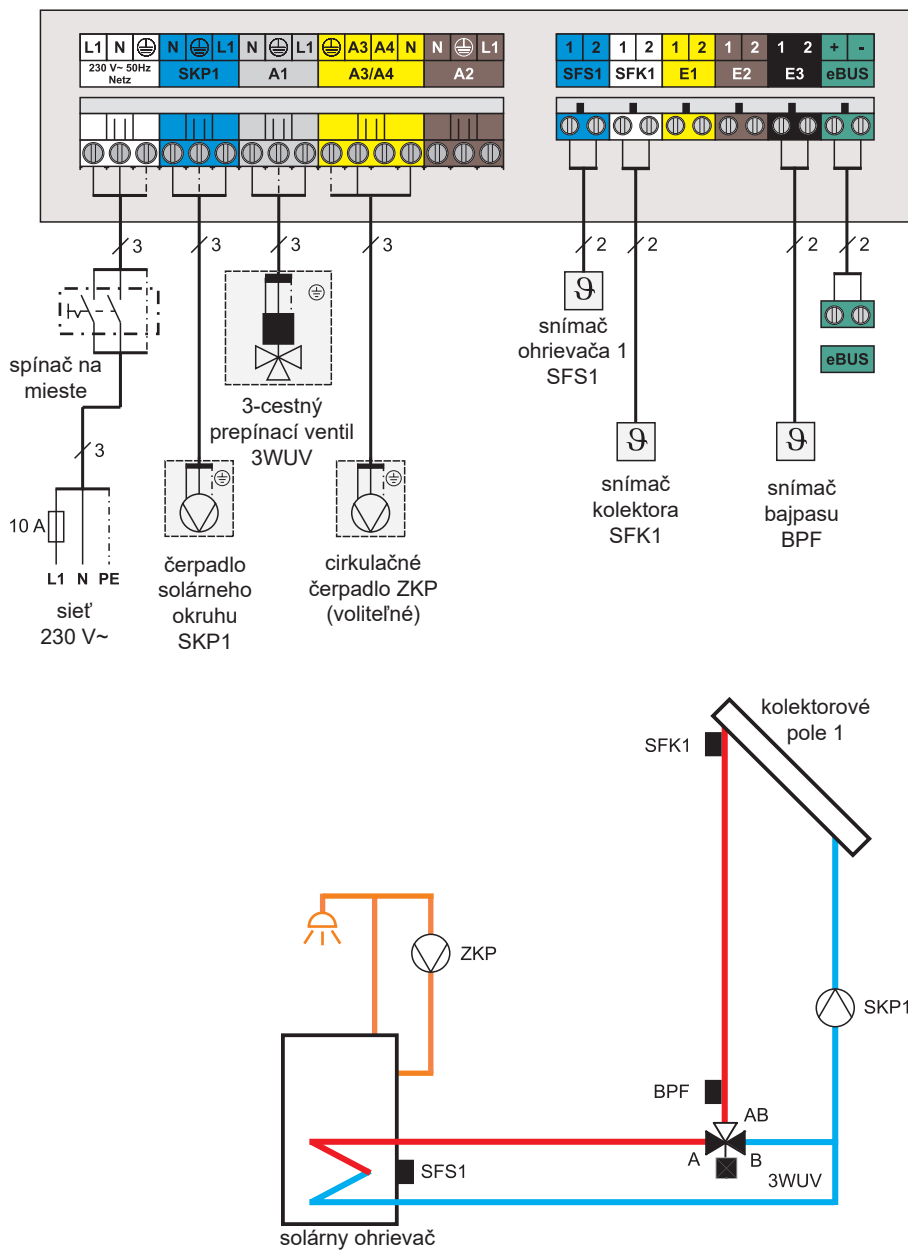 L1 N N L1 N L1 A3 A4 N N L1
230 V~ 50Hz
Netz
SKP1 A1 A3/A4 A2
1 2 1 2 1 2 1 2 1 2 + -
SFS1 SFK1 E1 E2 E3 eBUS
3 3 3 3 2 2 2 2
spínač na
mieste
3
10 A
L1 N PE
sieť
230 V~
čerpadlo
solárneho
okruhu
SKP1
3-cestný
prepínací ventil
3WUV
cirkulačné
čerpadlo ZKP
(voliteľné)
ϑ
snímač
ohrievača 1
SFS1
ϑ
snímač
kolektora
SFK1
ϑ
snímač
bajpasu
BPF
eBUS
kolektorové
pole 1
SFK1
ZKP
SKP1
BPF
AB
A
B
3WUV
SFS1
solárny ohrievač